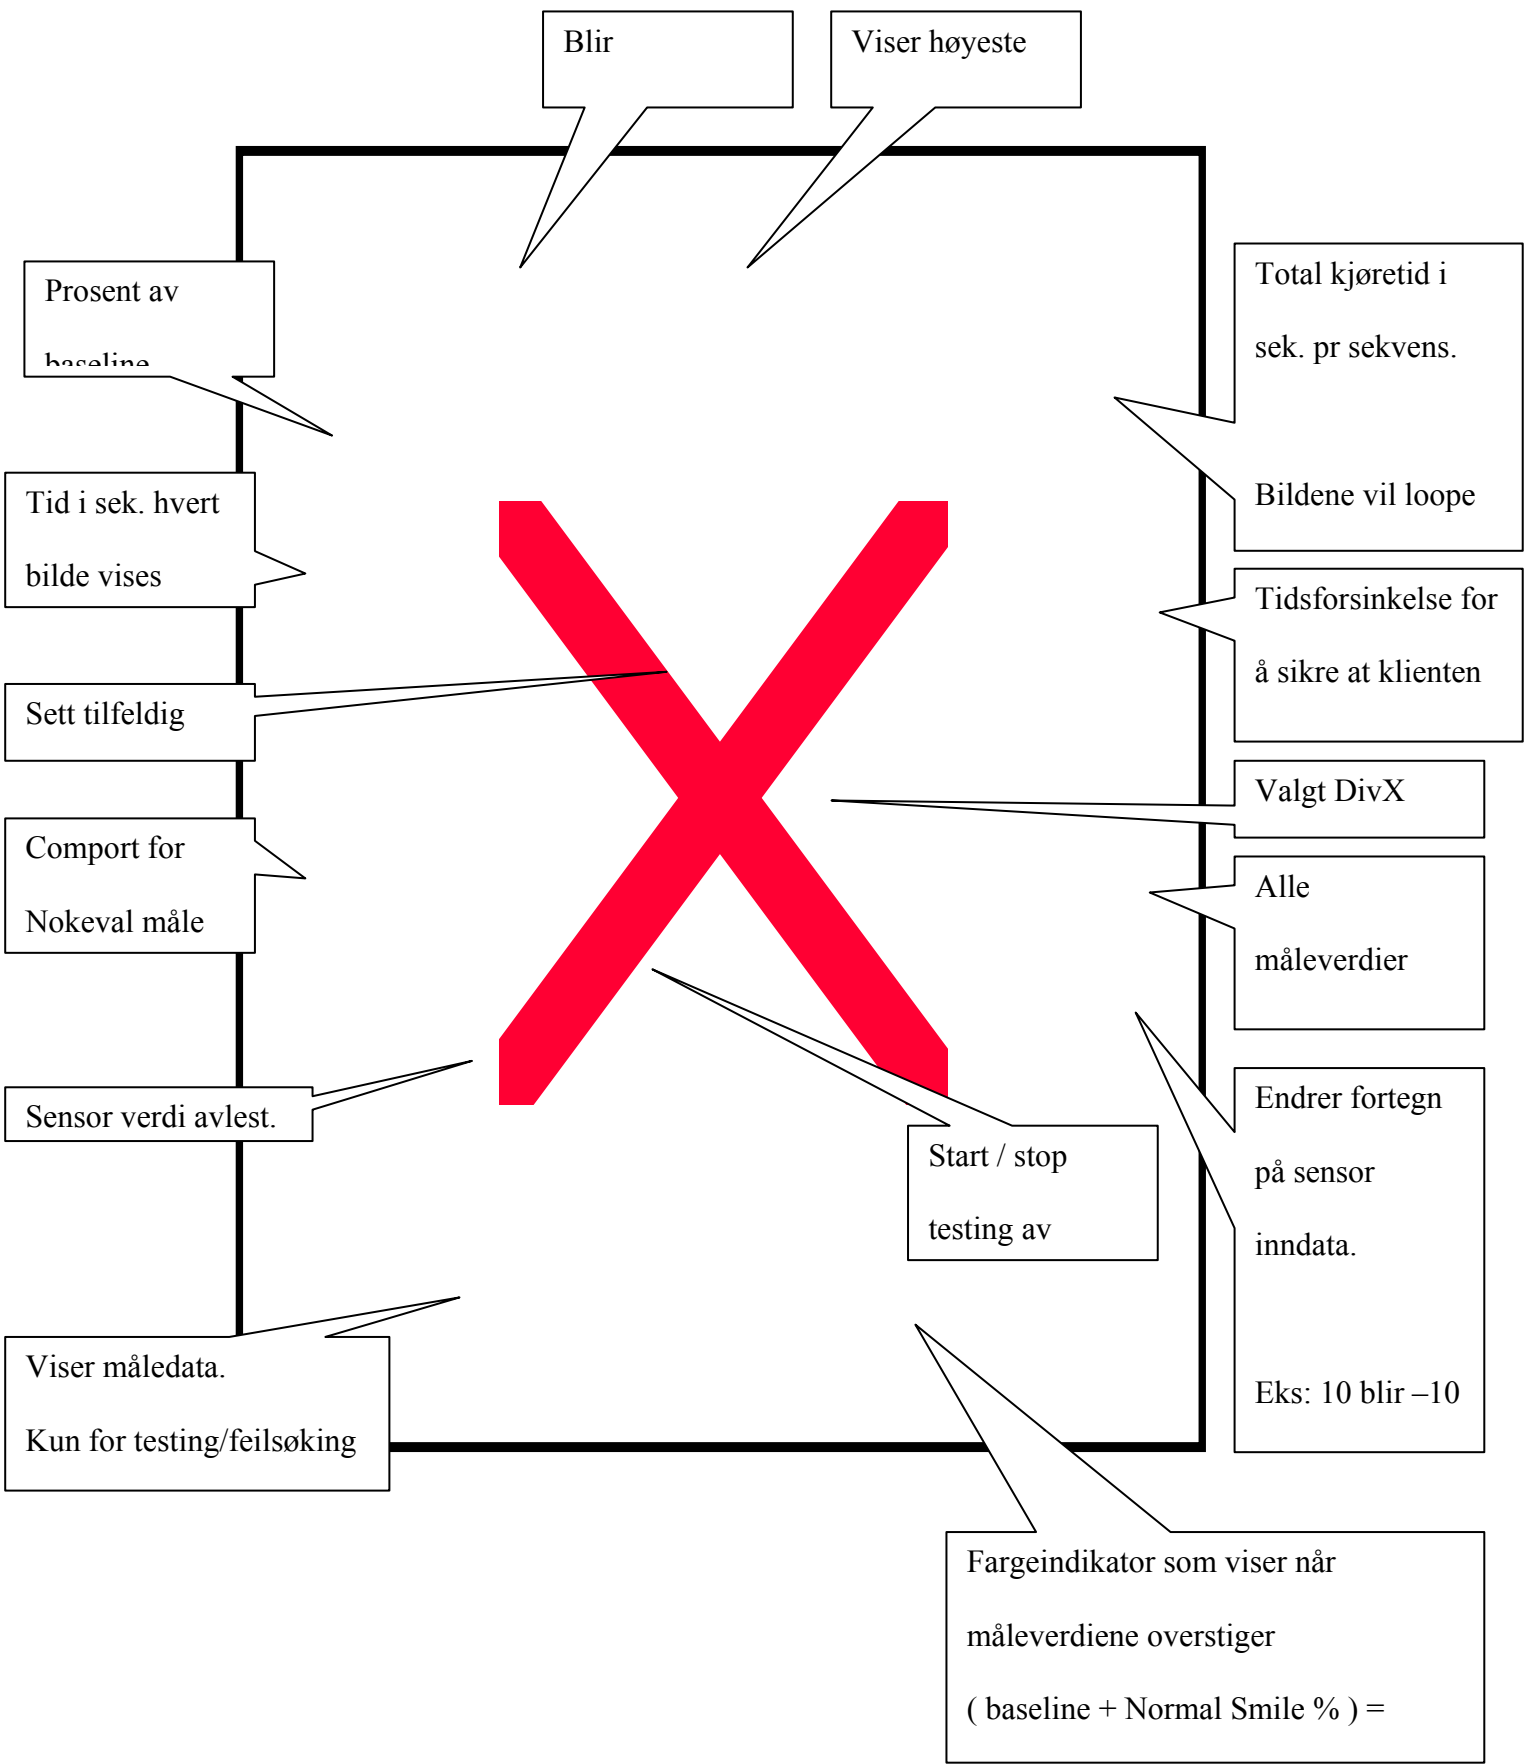 Blir
Viser høyeste
Prosent av
baseline
Total kjøretid i
sek. pr sekvens.
Bildene vil loope
Tid i sek. hvert
bilde vises
Tidsforsinkelse for
å sikre at klienten
Sett tilfeldig
Valgt DivX
Comport for
Nokeval måle
Alle
måleverdier
Sensor verdi avlest.
Endrer fortegn
på sensor
inndata.
Eks: 10 blir –10
Start / stop
testing av
Viser måledata.
Kun for testing/feilsøking
Fargeindikator som viser når
måleverdiene overstiger
( baseline + Normal Smile % ) =